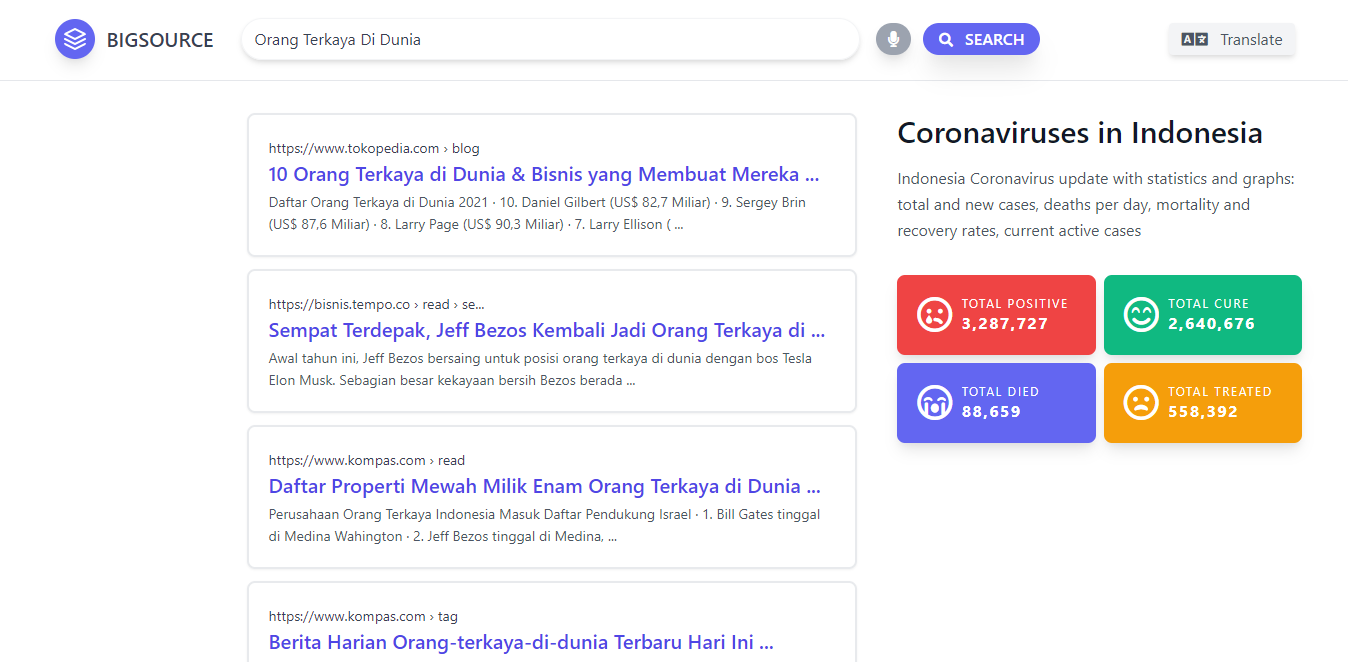 BIGSOURCE
Orang Terkaya Di Dunia
SEARCH
Translate
https://www.tokopedia.com › blog
10 Orang Terkaya di Dunia & Bisnis yang Membuat Mereka ...
Daftar Orang Terkaya di Dunia 2021 · 10. Daniel Gilbert (US$ 82,7 Miliar) · 9. Sergey Brin
(US$ 87,6 Miliar) · 8. Larry Page (US$ 90,3 Miliar) · 7. Larry Ellison ( ...
https://bisnis.tempo.co › read › se...
Sempat Terdepak, Jeff Bezos Kembali Jadi Orang Terkaya di ...
Awal tahun ini, Jeff Bezos bersaing untuk posisi orang terkaya di dunia dengan bos Tesla
Elon Musk. Sebagian besar kekayaan bersih Bezos berada ...
https://www.kompas.com › read
Daftar Properti Mewah Milik Enam Orang Terkaya di Dunia ...
Perusahaan Orang Terkaya Indonesia Masuk Daftar Pendukung Israel · 1. Bill Gates tinggal
di Medina Wahington · 2. Jeff Bezos tinggal di Medina, ...
https://www.kompas.com › tag
Berita Harian Orang-terkaya-di-dunia Terbaru Hari Ini ...
Coronaviruses in Indonesia
Indonesia Coronavirus update with statistics and graphs:
total and new cases, deaths per day, mortality and
recovery rates, current active cases
TOTAL POSITIVE
3,287,727
TOTAL CURE
2,640,676
TOTAL DIED
88,659
TOTAL TREATED
558,392